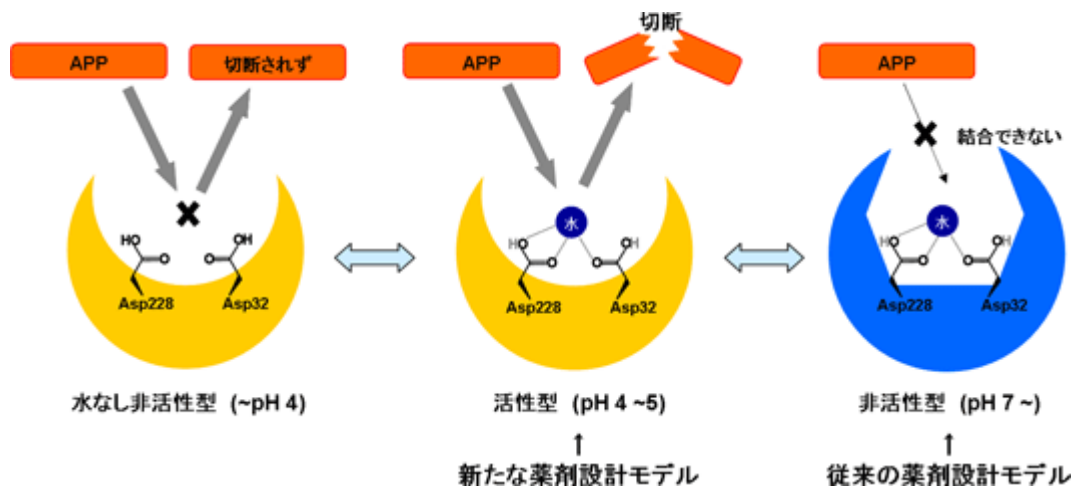 APP
切断されず
APP
切断
APP
結合できない
HO
O
O
OH
Asp228
Asp32
水
H
O
O
O
OH
Asp228
Asp32
水
H
O
O
O
OH
Asp228
Asp32
水なし非活性型 (~pH 4)
活性型 (pH 4 ~5)
非活性型 (pH 7 ~)
↑
↑
新たな薬剤設計モデル
従来の薬剤設計モデル